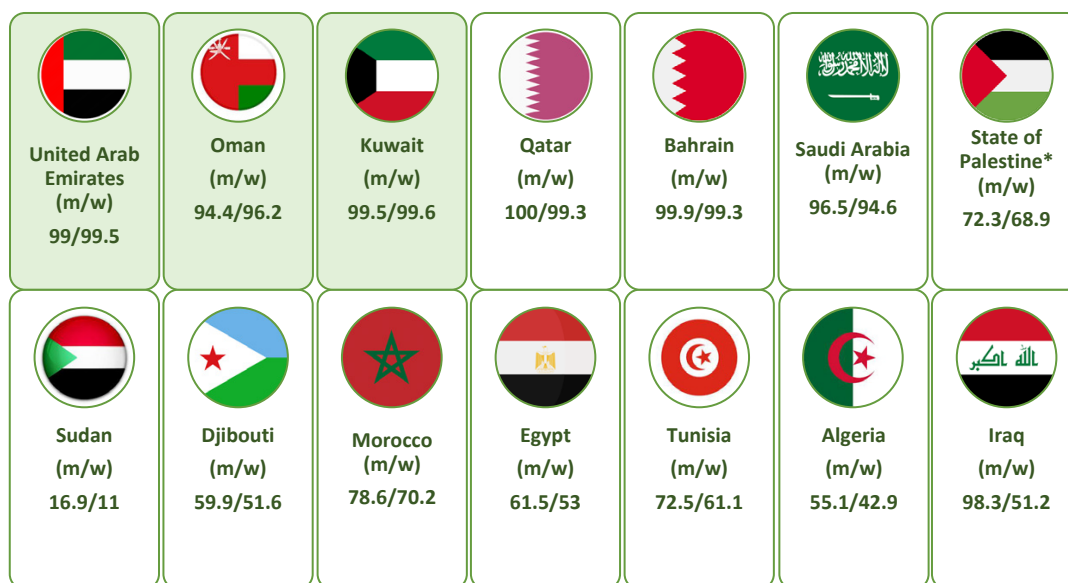 United Arab
Emirates
(m/w)
99/99.5
Oman
(m/w)
94.4/96.2
Kuwait
(m/w)
99.5/99.6
Qatar
(m/w)
100/99.3
Bahrain
(m/w)
99.9/99.3
Saudi Arabia
(m/w)
96.5/94.6
State of
Palestine*
(m/w)
72.3/68.9
Sudan
(m/w)
16.9/11
Djibouti
(m/w)
59.9/51.6
Morocco
(m/w)
78.6/70.2
Egypt
(m/w)
61.5/53
Tunisia
(m/w)
72.5/61.1
Algeria
(m/w)
55.1/42.9
الله اكبر
Iraq
(m/w)
98.3/51.2